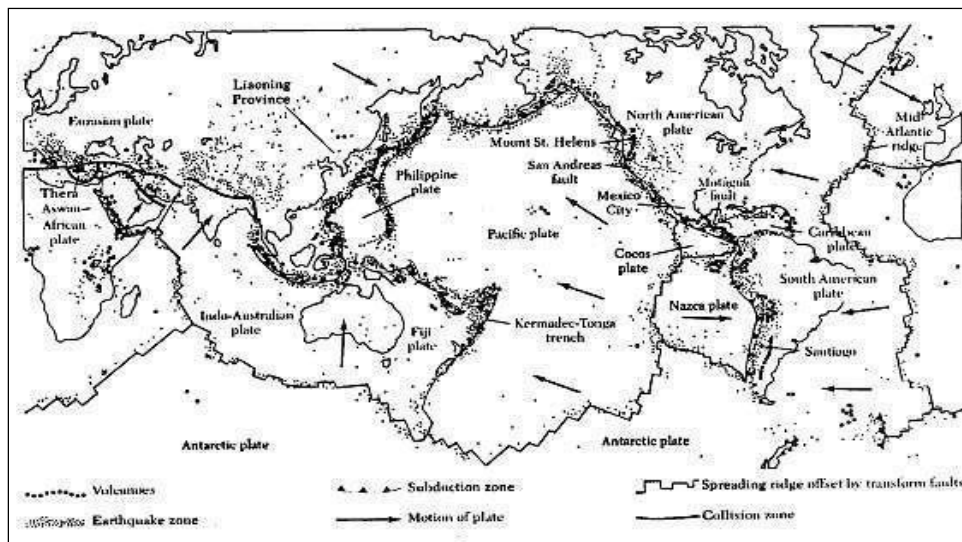 Liaoning
Province
Eurasian plate
North American
plate
Mid-
Atlantic
ridge
Mount St. Helens
San Andreas
fault
Philippine
plate
Mexico
City
Motagua
fault
Thera
Aswan
African
plate
Pacific plate
Caribbean
plate
Cocos
plate
South American
plate
Nazca plate
Indo-Australian
plate
Fiji
plate
Kermadec-Tonga
trench
Santiago
Antarctic plate
Antarctic plate
Volcanoes
Subduction zone
Spreading ridge offset by transform faults
Earthquake zone
Motion of plate
Collision zone